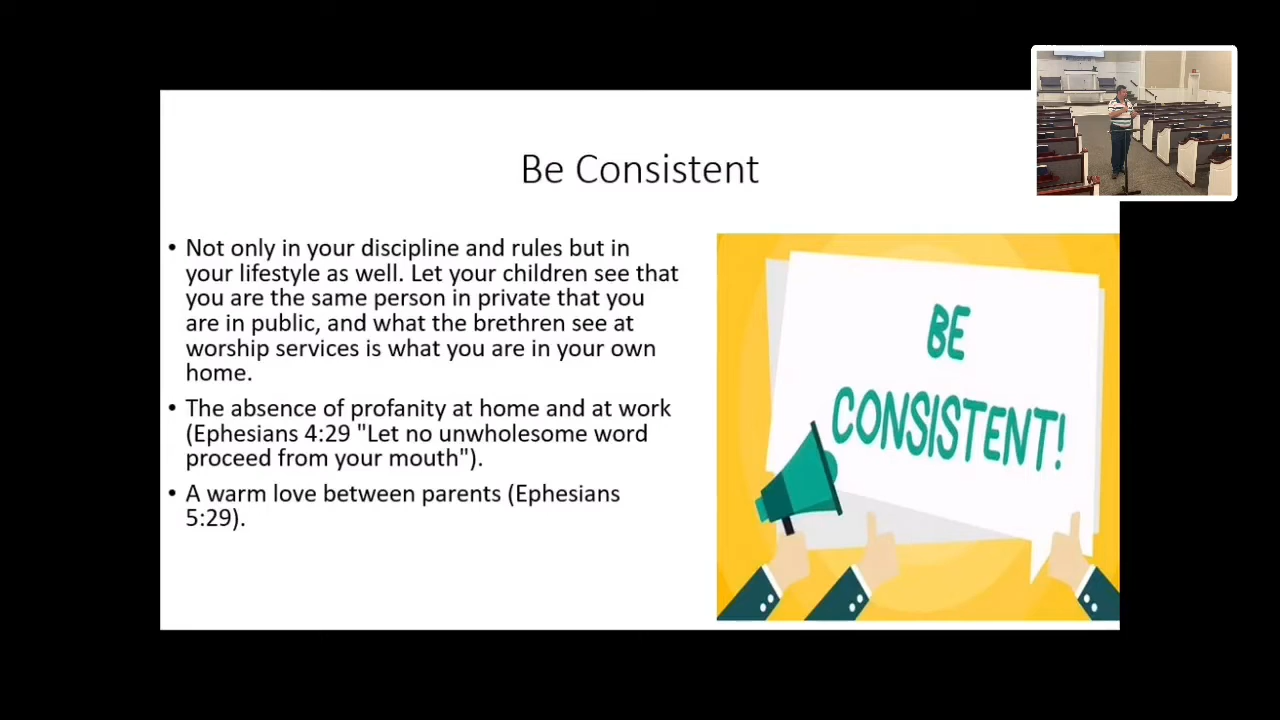 Be Consistent
• Not only in your discipline and rules but in
your lifestyle as well. Let your children see that
you are the same person in private that you
are in public, and what the brethren see at
worship services is what you are in your own
home.
• The absence of profanity at home and at work
(Ephesians 4:29 "Let no unwholesome word
proceed from your mouth").
• A warm love between parents (Ephesians
5:29).
BE
CONSISTENT!